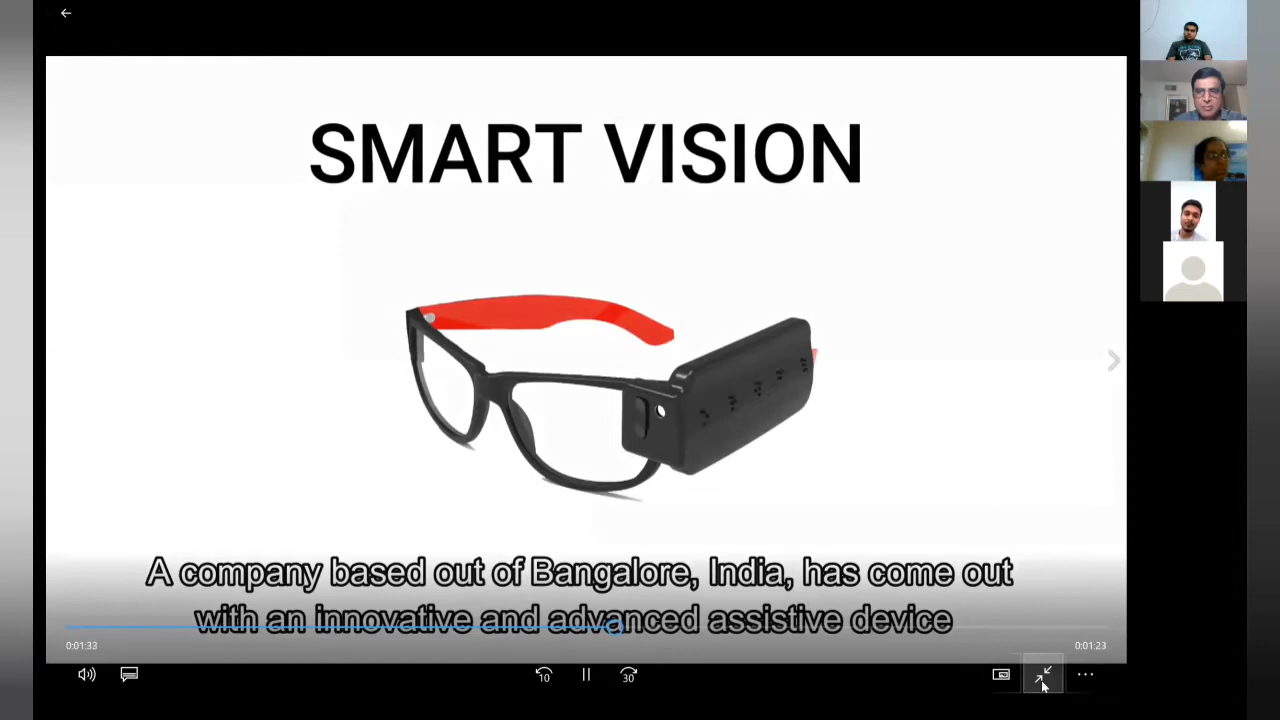 SMART VISION
A company based out of Bangalore, India, has come out
with an innovative and advanced assistive device
0:01:33
0:01:23
10
30